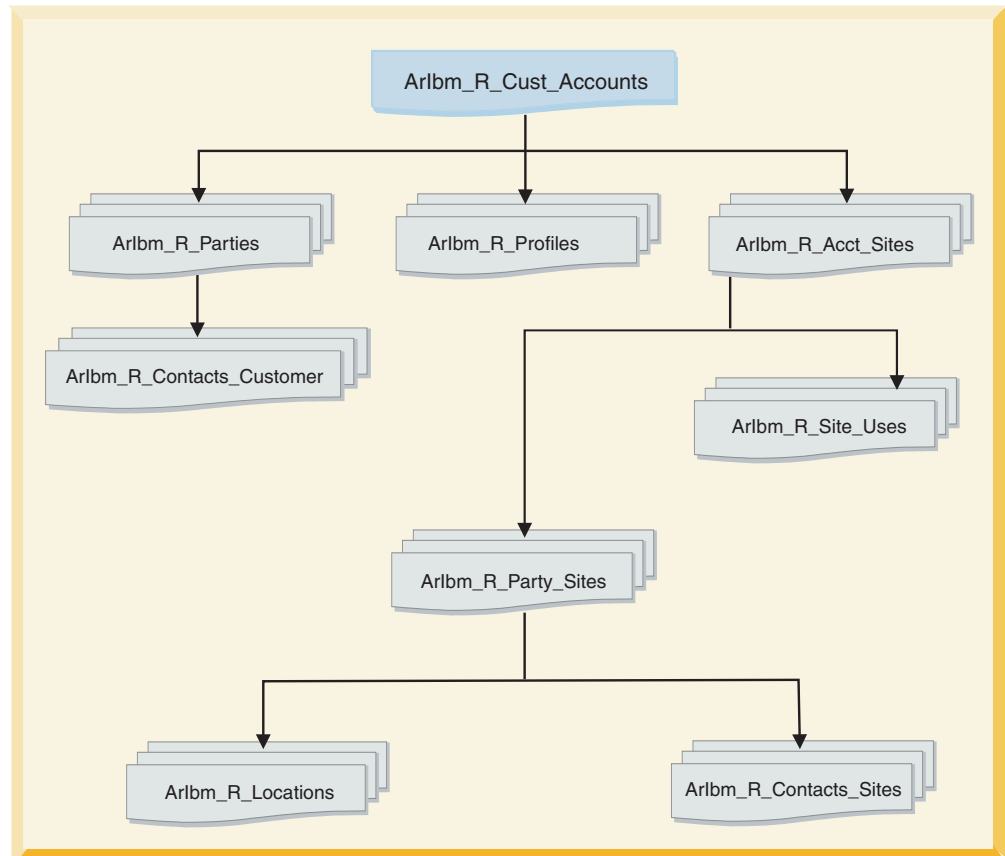 ArIbm_R_Cust_Accounts
ArIbm_R_Parties
ArIbm_R_Profiles
ArIbm_R_Acct_Sites
ArIbm_R_Contacts_Customer
ArIbm_R_Site_Uses
ArIbm_R_Party_Sites
ArIbm_R_Locations
ArIbm_R_Contacts_Sites